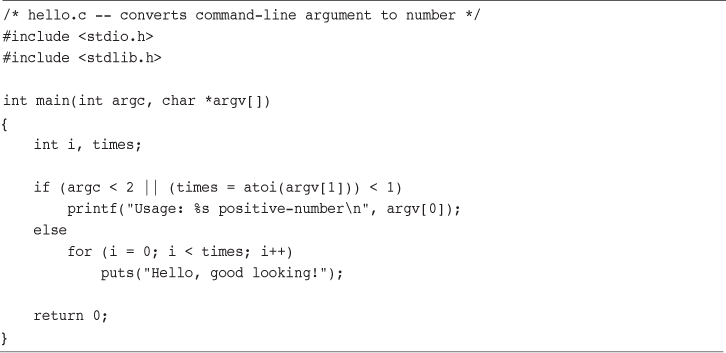 /* hello.c -- converts command-line argument to number */
#include <stdio.h>
#include <stdlib.h>

int main(int argc, char *argv[])
{
    int i, times;

    if (argc < 2 || (times = atoi(argv[1])) < 1)
        printf("Usage: %s positive-number\n", argv[0]);
    else
        for (i = 0; i < times; i++)
            puts("Hello, good looking!");

    return 0;
}